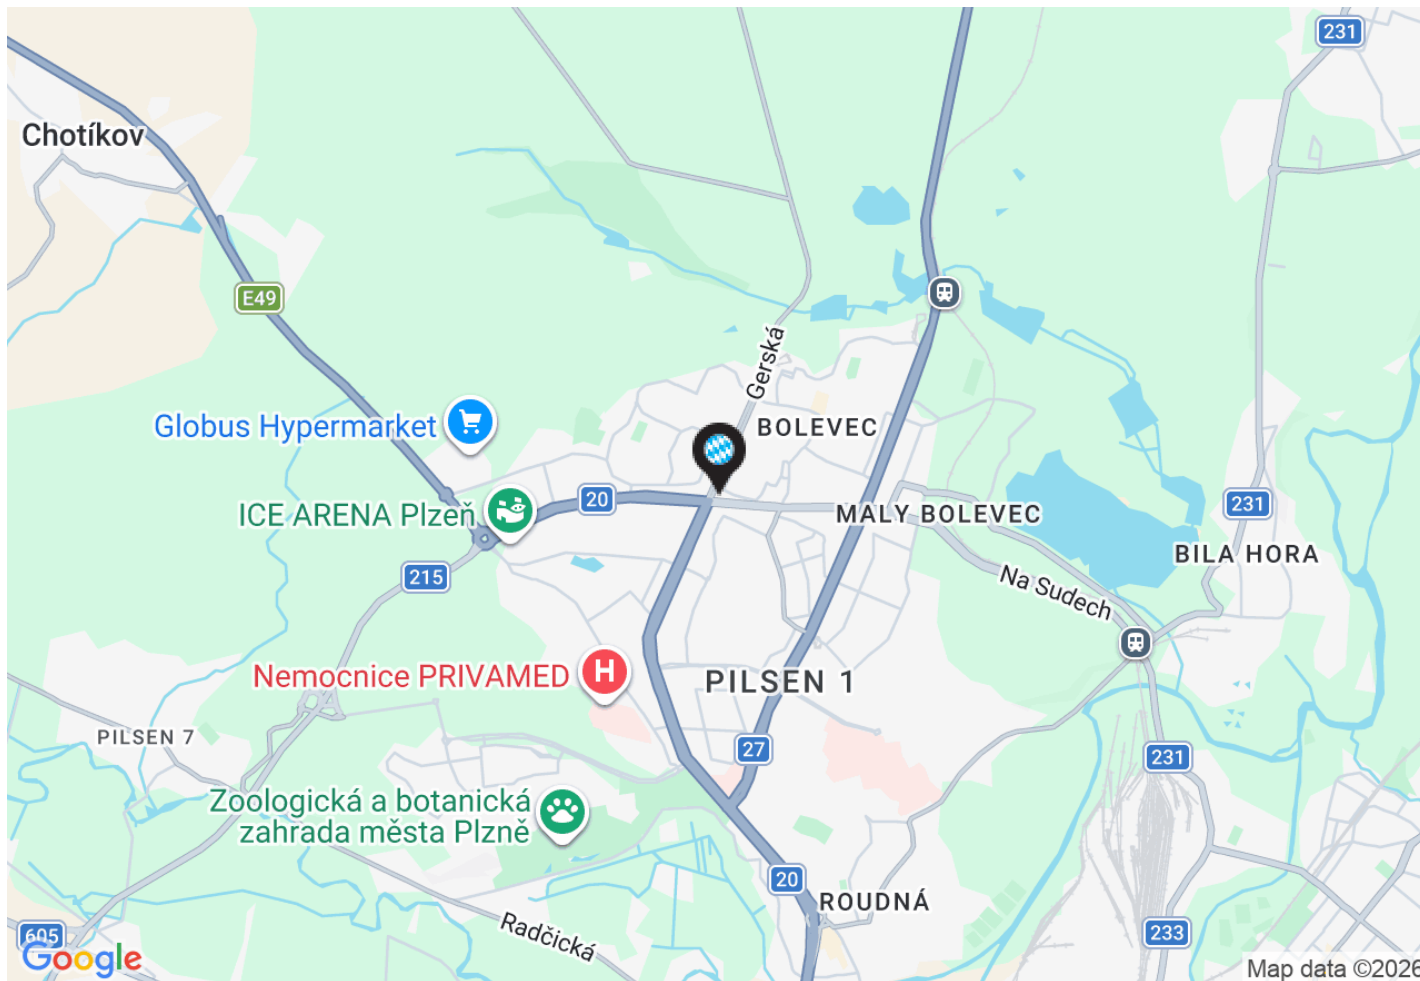 231
Chotíkov
E49
Gerská
Globus Hypermarket
BOLEVEC
20
ICE ARENA Plzeň
MALY BOLEVEC
231
BILA HORA
215
Na Sudech
Nemocnice PRIVAMED
H
PILSEN 1
PILSEN 7
27
231
Zoologická a botanická
zahrada města Plzně
20
ROUDNÁ
Radčická
605
233
Google
Map data ©2026